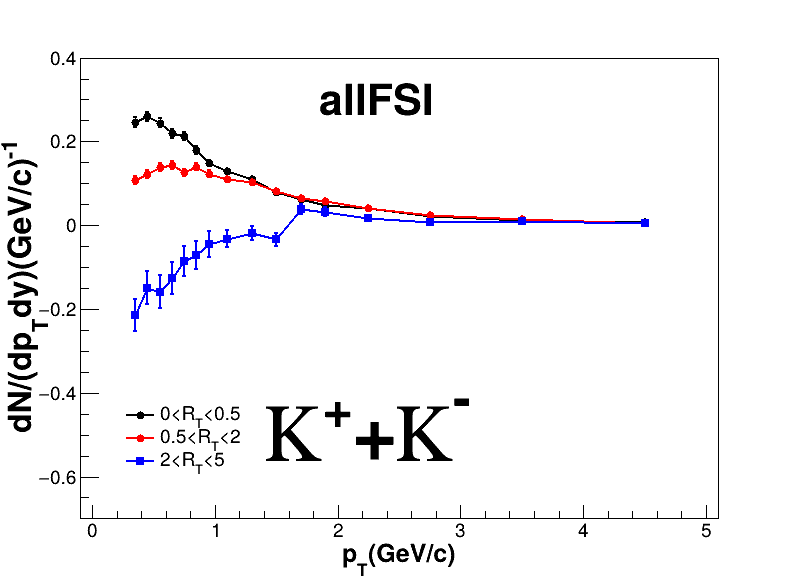 allFSI
dN/(dp_T dy)(GeV/c)^-1
0.4
0.2
0
−0.2
−0.4
−0.6
0<R_T<0.5
0.5<R_T<2
2<R_T<5
K^+ + K^-
0 1 2 3 4 5
p_T(GeV/c)